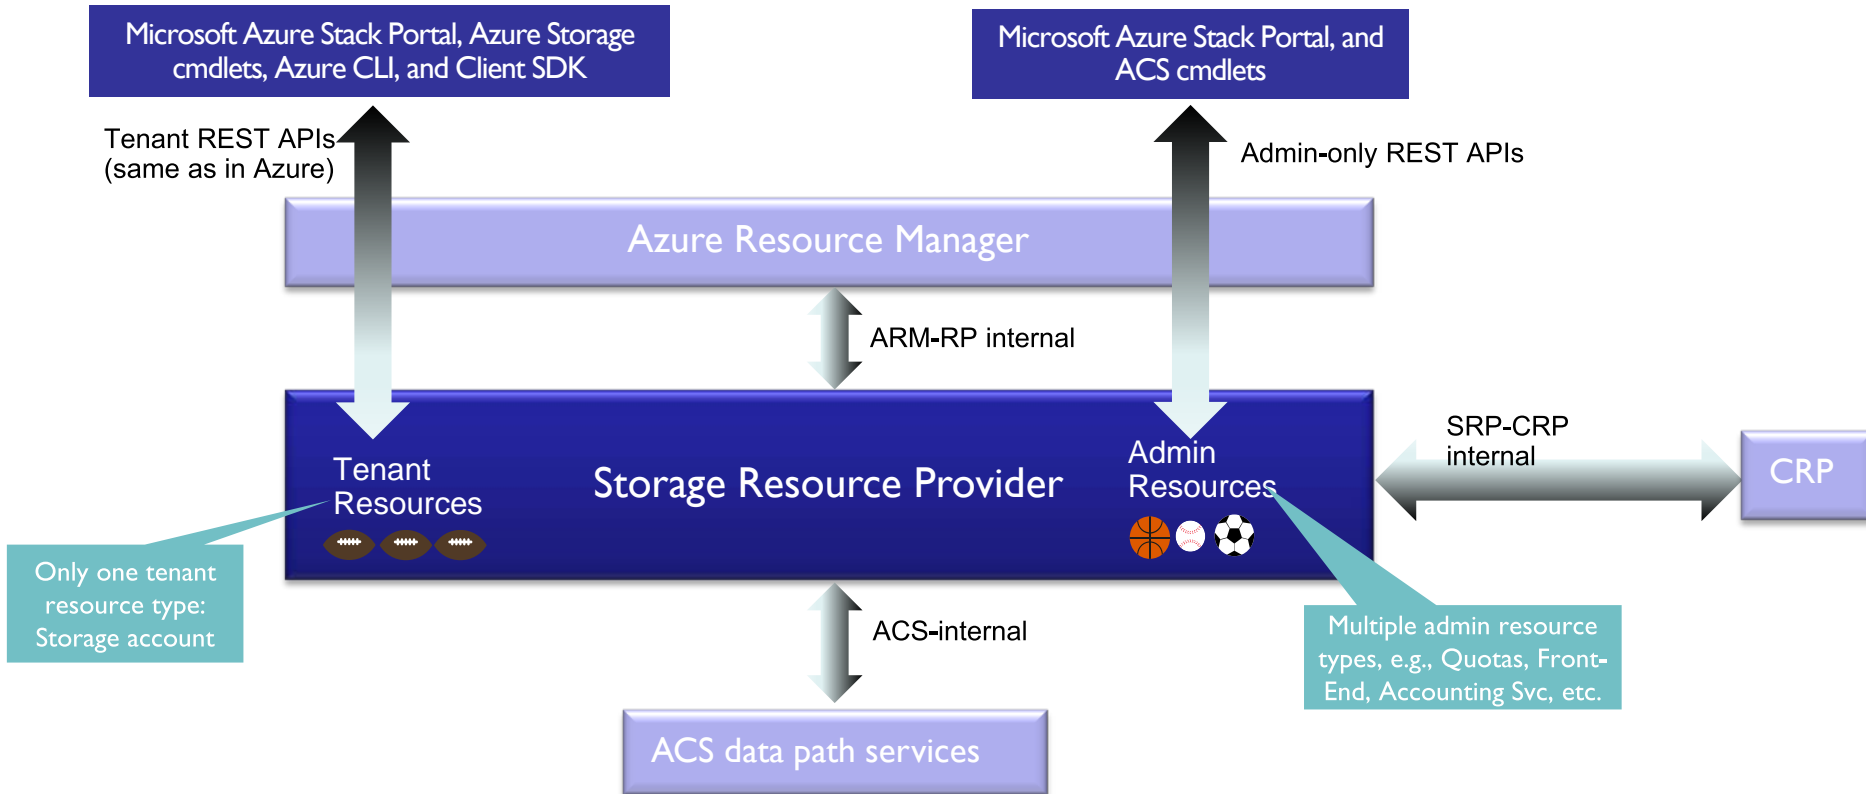 Microsoft Azure Stack Portal, Azure Storage
cmdlets, Azure CLI, and Client SDK
Microsoft Azure Stack Portal, and
ACS cmdlets
Tenant REST APIs
(same as in Azure)
Admin-only REST APIs
Azure Resource Manager
ARM-RP internal
SRP-CRP
internal
Tenant
Resources
Storage Resource Provider
Admin
Resources
CRP
Only one tenant
resource type:
Storage account
ACS-internal
Multiple admin resource
types, e.g., Quotas, Front-
End, Accounting Svc, etc.
ACS data path services